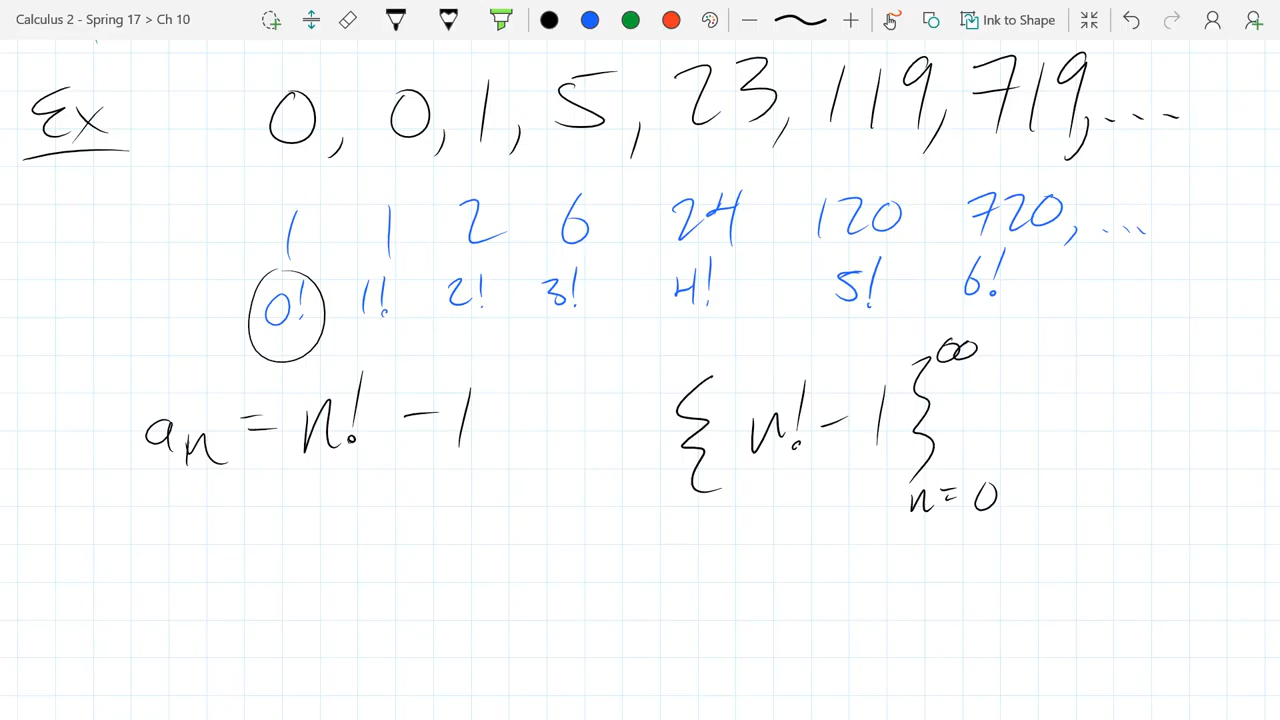 Calculus 2 - Spring 17 > Ch 10 Ink to Shape
Ex 0, 0, 1, 5, 23, 119, 719, ...
1 1 2 6 24 120 720, ...
0! 1! 2! 3! 4! 5! 6!
aₙ = n! - 1 { n! - 1 }
∞
n = 0